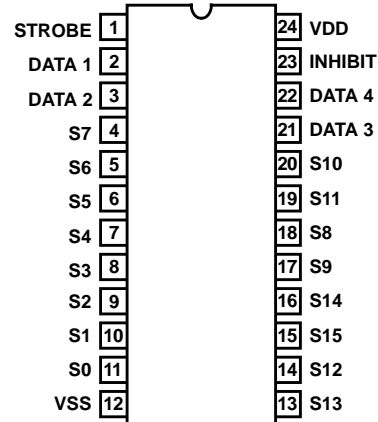 STROBE 1 24 VDD
DATA 1 2 23 INHIBIT
DATA 2 3 22 DATA 4
S7 4 21 DATA 3
S6 5 20 S10
S5 6 19 S11
S4 7 18 S8
S3 8 17 S9
S2 9 16 S14
S1 10 15 S15
S0 11 14 S12
VSS 12 13 S13